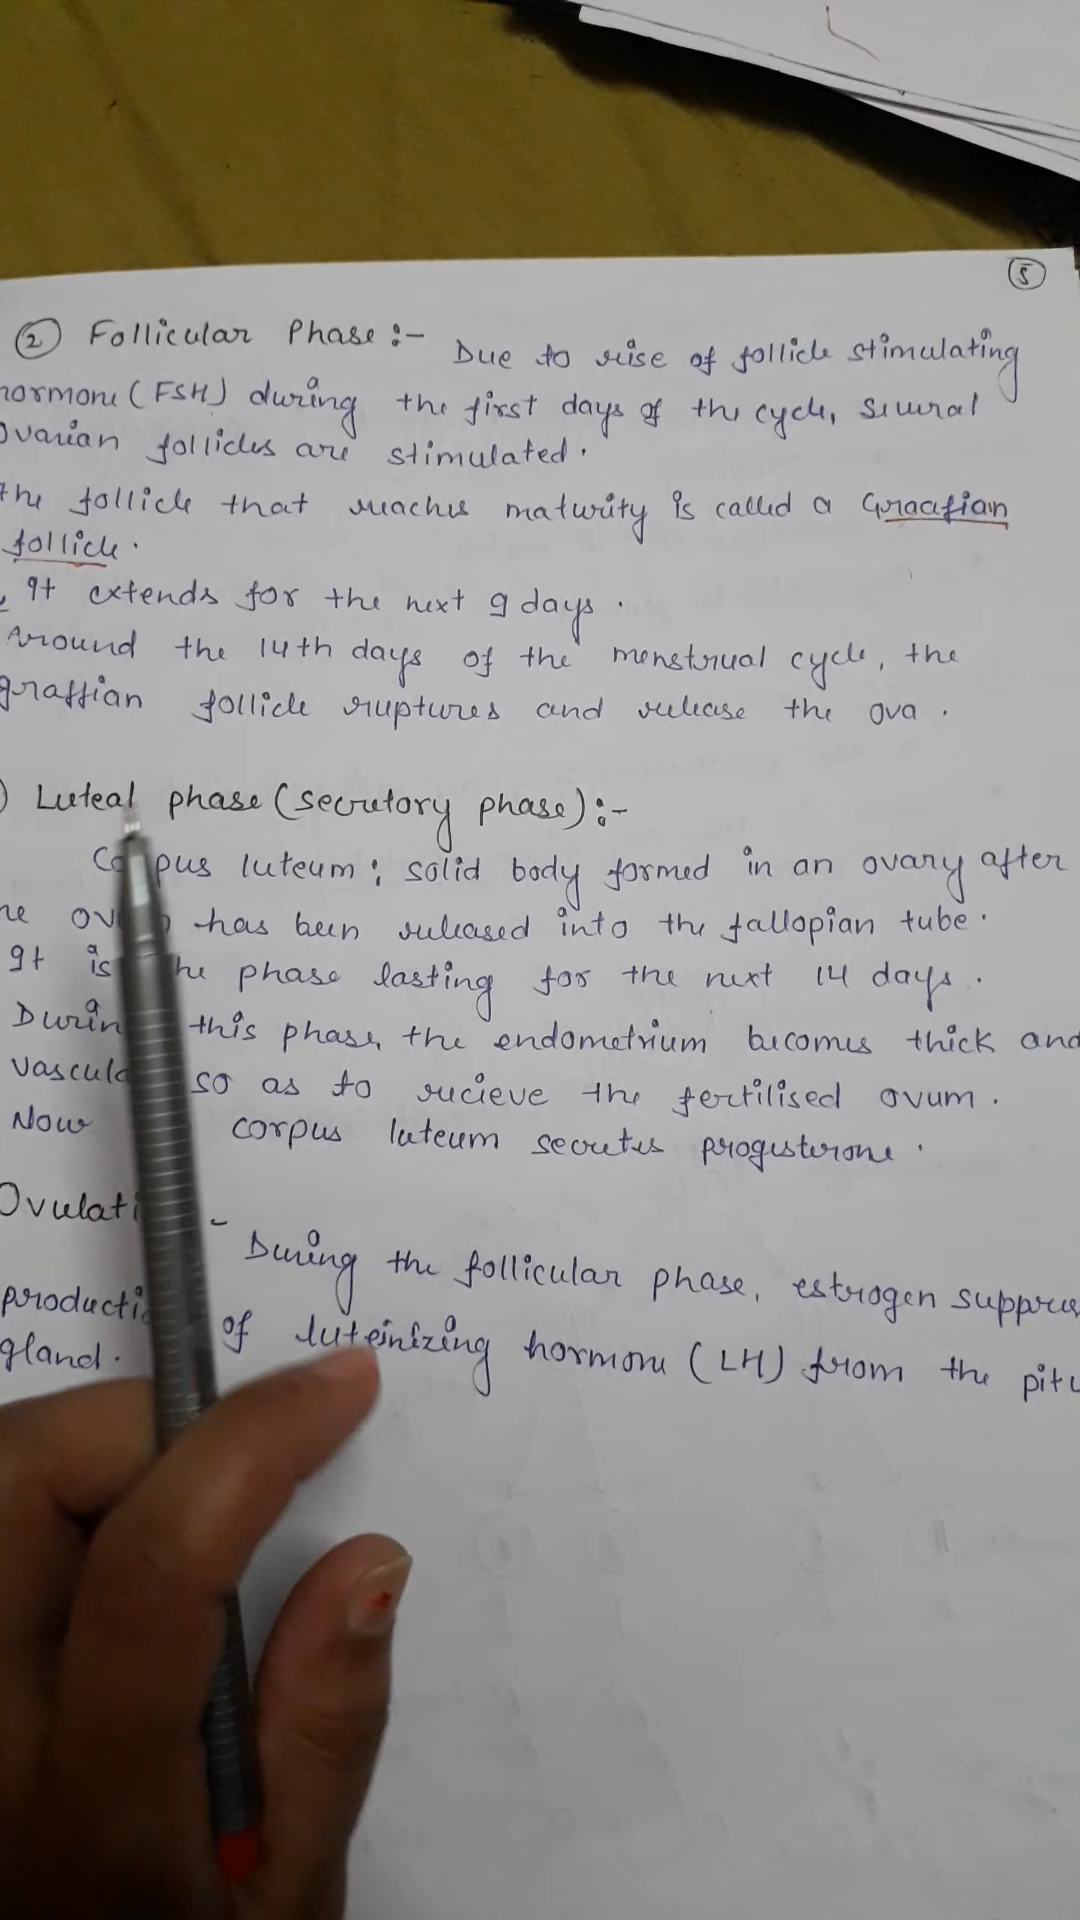 5
2 Follicular Phase:- Due to rise of follicle stimulating
hormone (FSH) during the first days of the cycle, several
Ovarian follicles are stimulated.
the follicle that reaches maturity is called a Graafian
follicle.
It extends for the next 9 days.
Around the 14th days of the menstrual cycle, the
graffian follicle ruptures and release the ova.
) Luteal phase (secretory phase):-
Corpus luteum; solid body formed in an ovary after
has been released into the fallopian tube.
It is the phase lasting for the next 14 days.
During this phase, the endometrium becomes thick and
vascular so as to recieve the fertilised ovum.
Now corpus luteum secretes progesterone.
Ovulati - During the follicular phase, estrogen suppres
producti of luteinizing hormone (LH) from the pitu
gland.